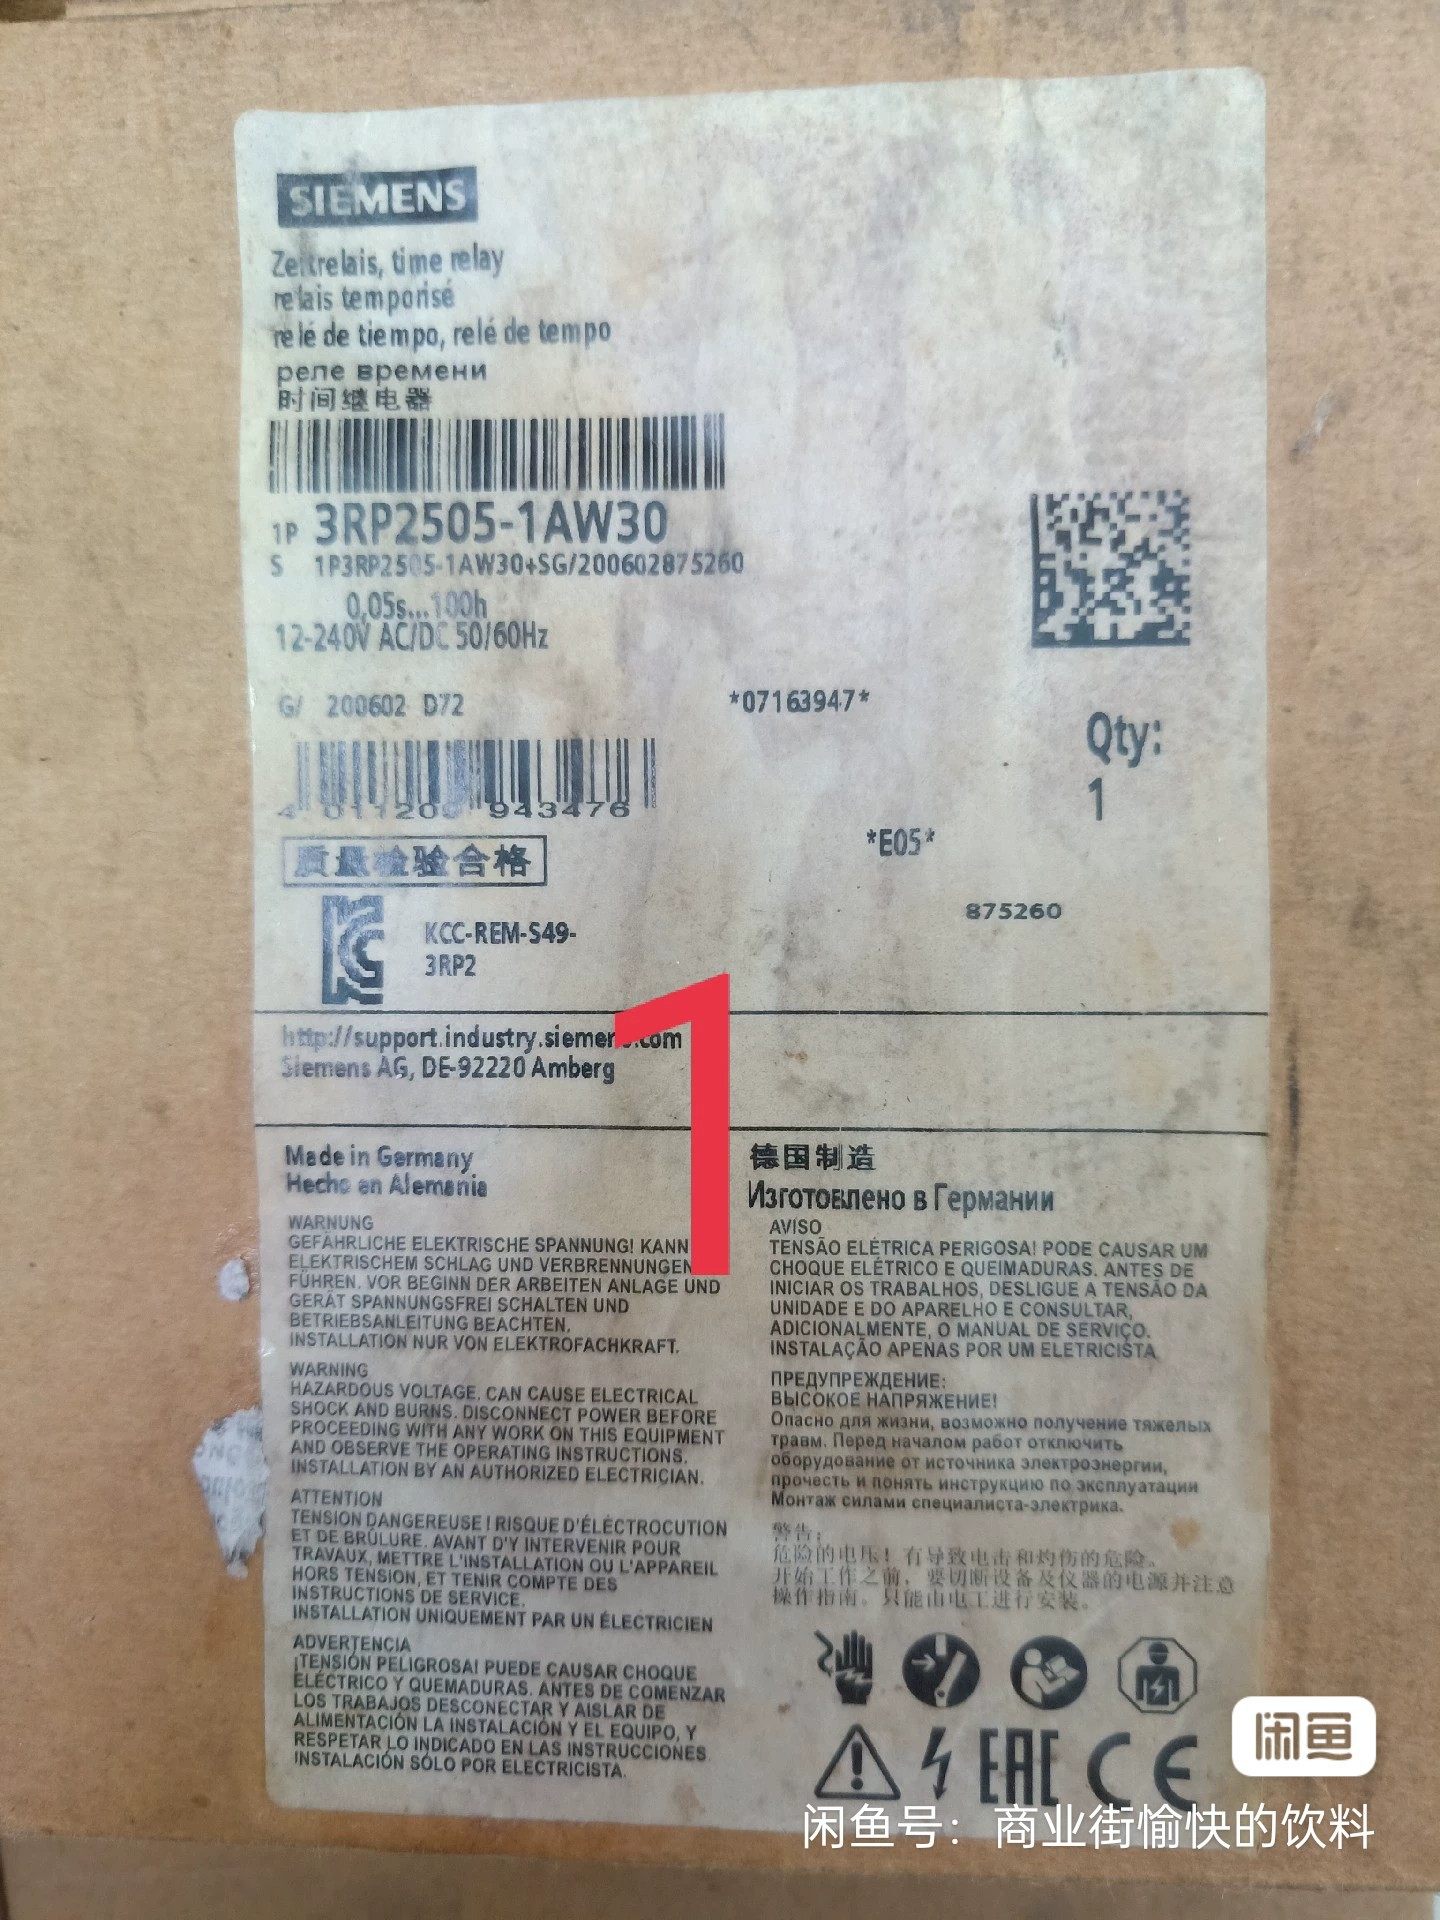 SIEMENS
Zeitrelais, time relay
relais temporisé
relé de tiempo, relé de tempo
реле времени
时间继电器
1P 3RP2505-1AW30
S 1P3RP2505-1AW30+SG/200602875260
0,05s...100h
12-240V AC/DC 50/60Hz
G/ 200602 D72
*07163947*
Qty:
1
4 011209 943476
*E05*
质量检验合格
875260
KCC-REM-S49-
3RP2
1
http://support.industry.siemens.com
Siemens AG, DE-92220 Amberg
Made in Germany
Hecho en Alemania
WARNUNG
GEFÄHRLICHE ELEKTRISCHE SPANNUNG! KANN
ELEKTRISCHEM SCHLAG UND VERBRENNUNGEN
FÜHREN. VOR BEGINN DER ARBEITEN ANLAGE UND
GERÄT SPANNUNGSFREI SCHALTEN UND
BETRIEBSANLEITUNG BEACHTEN.
INSTALLATION NUR VON ELEKTROFACHKRAFT.
WARNING
HAZARDOUS VOLTAGE. CAN CAUSE ELECTRICAL
SHOCK AND BURNS. DISCONNECT POWER BEFORE
PROCEEDING WITH ANY WORK ON THIS EQUIPMENT
AND OBSERVE THE OPERATING INSTRUCTIONS.
INSTALLATION BY AN AUTHORIZED ELECTRICIAN.
ATTENTION
TENSION DANGEREUSE ! RISQUE D'ÉLECTROCUTION
ET DE BRÛLURE. AVANT D'Y INTERVENIR POUR
TRAVAUX, METTRE L'INSTALLATION OU L'APPAREIL
HORS TENSION, ET TENIR COMPTE DES
INSTRUCTIONS DE SERVICE.
INSTALLATION UNIQUEMENT PAR UN ÉLECTRICIEN
ADVERTENCIA
¡TENSIÓN PELIGROSA! PUEDE CAUSAR CHOQUE
ELÉCTRICO Y QUEMADURAS. ANTES DE COMENZAR
LOS TRABAJOS DESCONECTAR Y AISLAR DE
ALIMENTACIÓN LA INSTALACIÓN Y EL EQUIPO, Y
RESPETAR LO INDICADO EN LAS INSTRUCCIONES
INSTALACIÓN SÓLO POR ELECTRICISTA.
德国制造
Изготовлено в Германии
AVISO
TENSÃO ELÉTRICA PERIGOSA! PODE CAUSAR UM
CHOQUE ELÉTRICO E QUEIMADURAS. ANTES DE
INICIAR OS TRABALHOS, DESLIGUE A TENSÃO DA
UNIDADE E DO APARELHO E CONSULTAR,
ADICIONALMENTE, O MANUAL DE SERVIÇO.
INSTALAÇÃO APENAS POR UM ELETRICISTA
ПРЕДУПРЕЖДЕНИЕ:
ВЫСОКОЕ НАПРЯЖЕНИЕ!
Опасно для жизни, возможно получение тяжелых
травм. Перед началом работ отключить
оборудование от источника электроэнергии,
прочесть и понять инструкцию по эксплуатации
Монтаж силами специалиста-электрика.
警告:
危险的电压! 有导致电击和灼伤的危险。
开始工作之前, 要切断设备及仪器的电源并注意
操作指南。只能由电工进行安装。
EAC CE
闲鱼
闲鱼号：商业街愉快的饮料